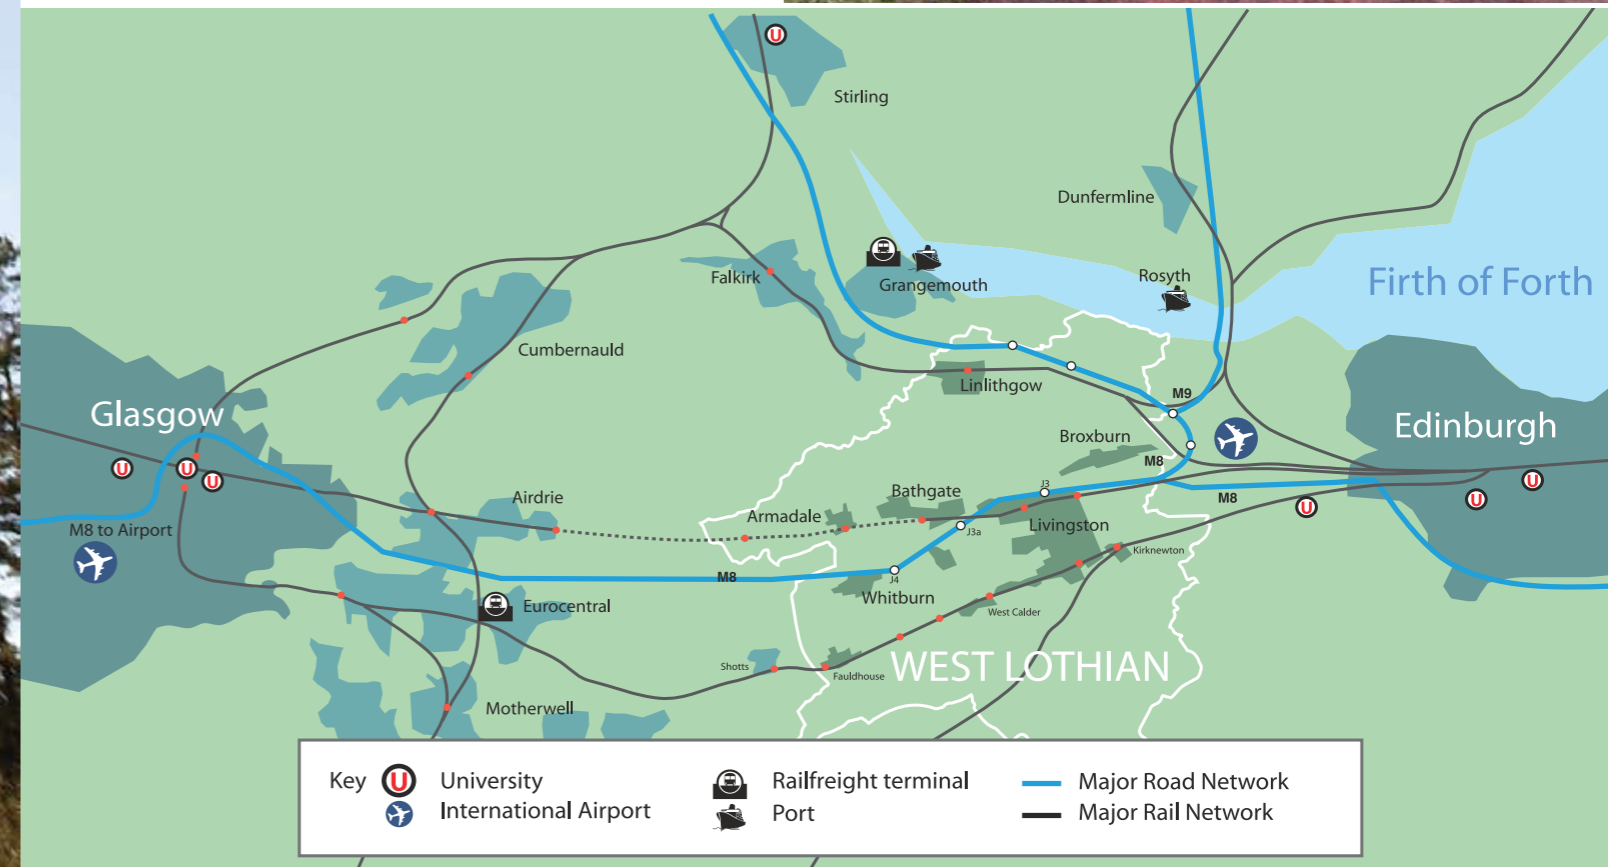 U
Stirling
Dunfermline
Falkirk
Grangemouth
Rosyth
Firth of Forth
Cumbernauld
Linlithgow
M9
Glasgow
Edinburgh
Broxburn
M8
U
U
U
J3
M8
U
U
U
Airdrie
Bathgate
Armadale
Livingston
M8 to Airport
J3a
Kirknewton
M8
J4
Whitburn
Eurocentral
West Calder
Shotts
Fauldhouse
WEST LOTHIAN
Motherwell
Key U University
International Airport
Railfreight terminal
Port
Major Road Network
Major Rail Network